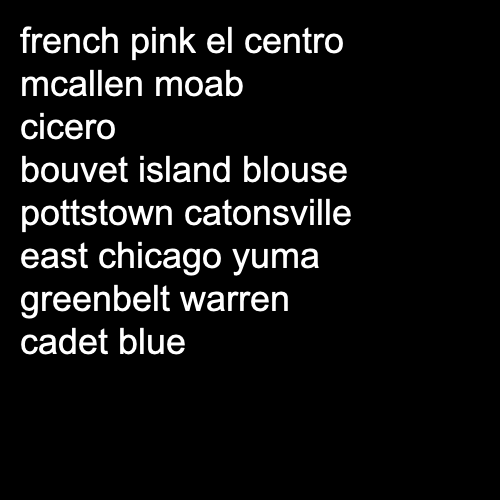 french pink el centro
mcallen moab
cicero
bouvet island blouse
pottstown catonsville
east chicago yuma
greenbelt warren
cadet blue